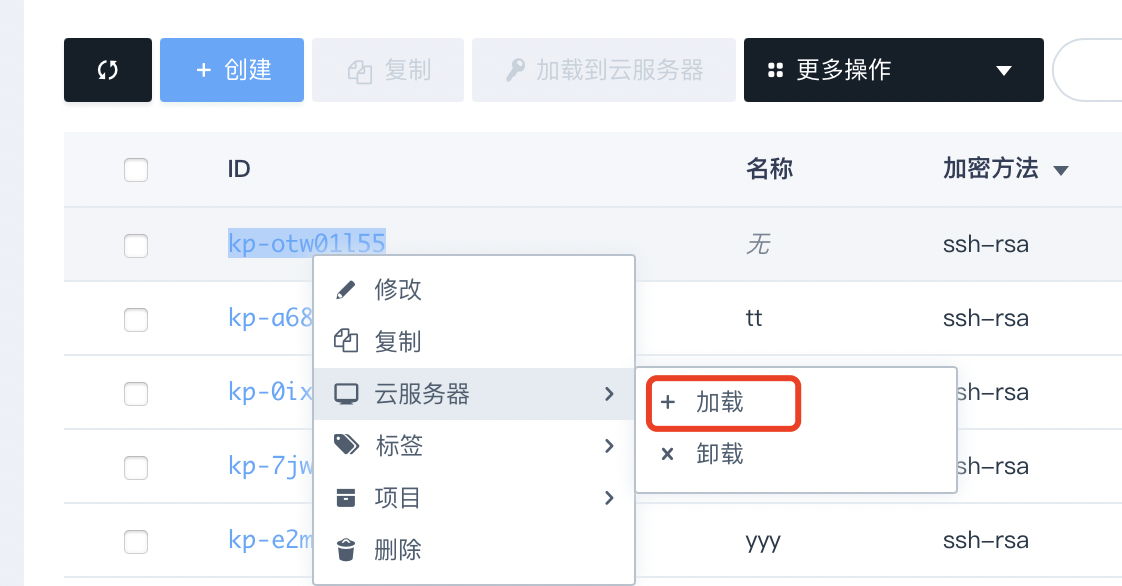 + 创建 复制 加载到云服务器 更多操作
ID 名称 加密方法
kp-otw01l55 无 ssh-rsa
修改
kp-a68 tt ssh-rsa
复制
kp-0ix 云服务器 + 加载 sh-rsa
标签 × 卸载
kp-7jw sh-rsa
项目
kp-e2m yyy ssh-rsa
删除